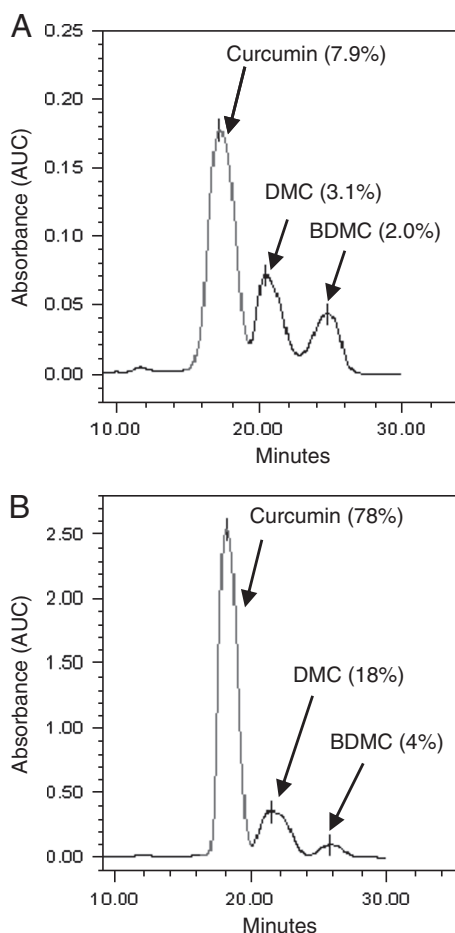 A
0.25
Curcumin (7.9%)
0.20
0.15
DMC (3.1%)
BDMC (2.0%)
0.10
0.05
0.00
Absorbance (AUC)
10.00 20.00 30.00
Minutes
B
2.50
Curcumin (78%)
2.00
1.50
DMC (18%)
1.00
BDMC (4%)
0.50
0.00
Absorbance (AUC)
10.00 20.00 30.00
Minutes